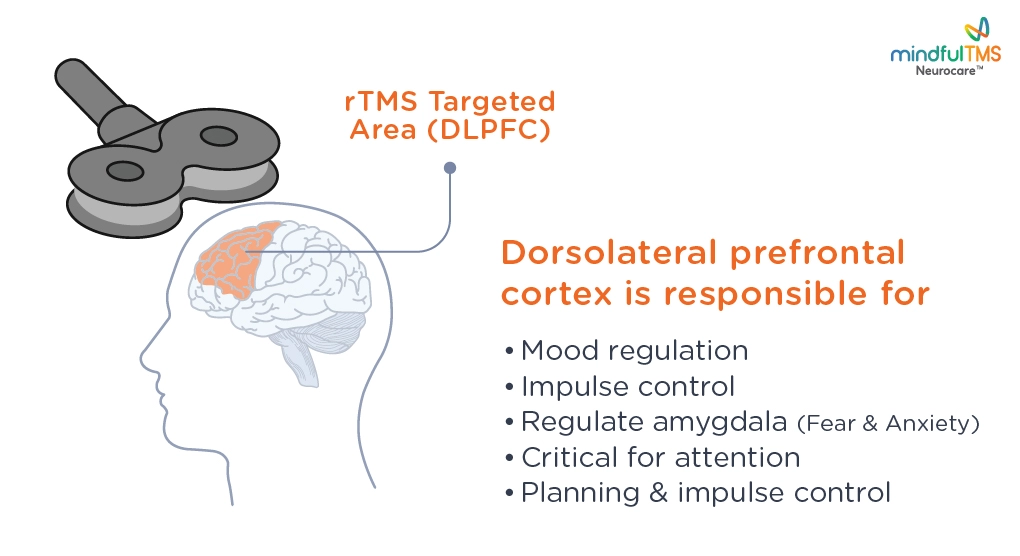 mindfulTMS
Neurocare™
rTMS Targeted
Area (DLPFC)
Dorsolateral prefrontal
cortex is responsible for
• Mood regulation
• Impulse control
• Regulate amygdala (Fear & Anxiety)
• Critical for attention
• Planning & impulse control